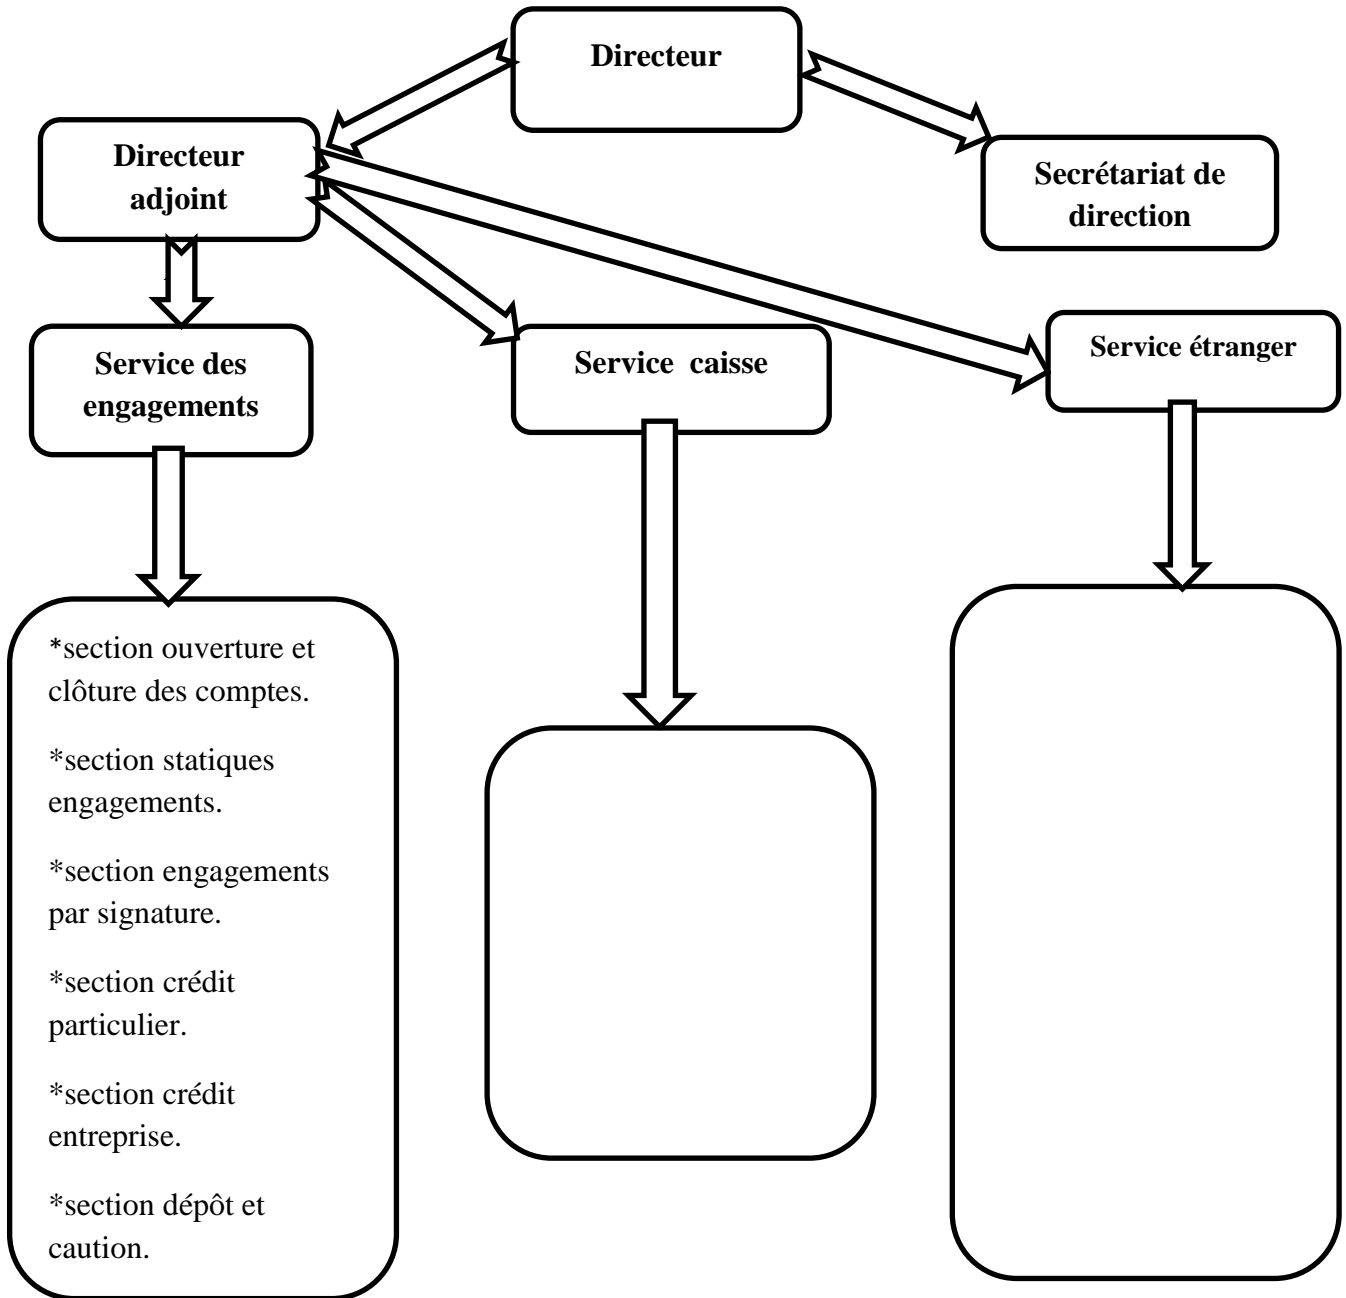 Directeur
Directeur
adjoint
Secrétariat de
direction
Service des
engagements
Service  caisse
Service étranger
*section ouverture et
clôture des comptes.
*section statiques
engagements.
*section engagements
par signature.
*section crédit
particulier.
*section crédit
entreprise.
*section dépôt et
caution.